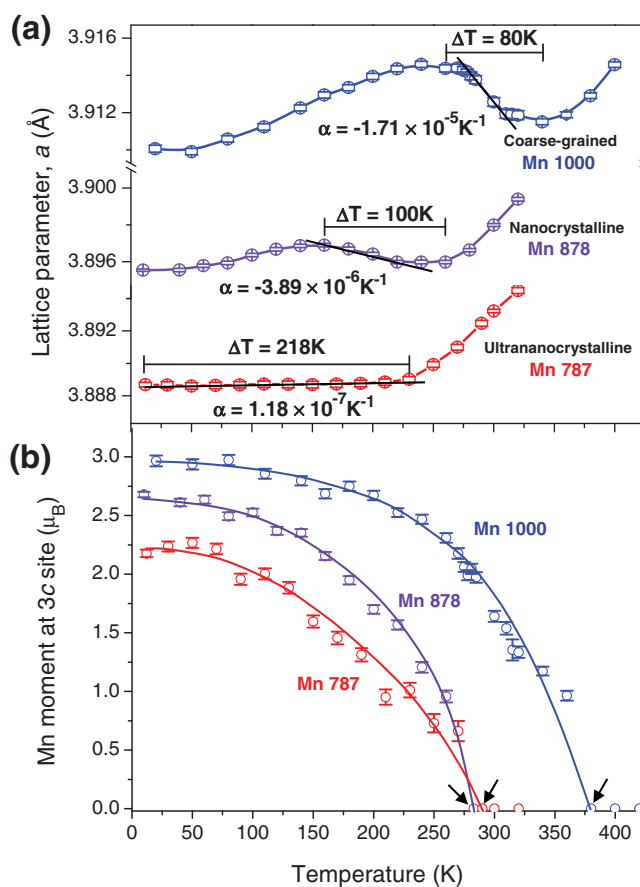 (a)
3.916
3.912
3.900
3.896
3.892
3.888
Lattice parameter, a (Å)
ΔT = 80K
α = -1.71 × 10⁻⁵K⁻¹
Coarse-grained
Mn 1000
ΔT = 100K
Nanocrystalline
Mn 878
α = -3.89 × 10⁻⁶K⁻¹
ΔT = 218K
Ultrananocrystalline
Mn 787
α = 1.18 × 10⁻⁷K⁻¹
(b)
3.0
2.5
2.0
1.5
1.0
0.5
0.0
Mn moment at 3c site (μB)
Mn 1000
Mn 878
Mn 787
0 50 100 150 200 250 300 350 400
Temperature (K)